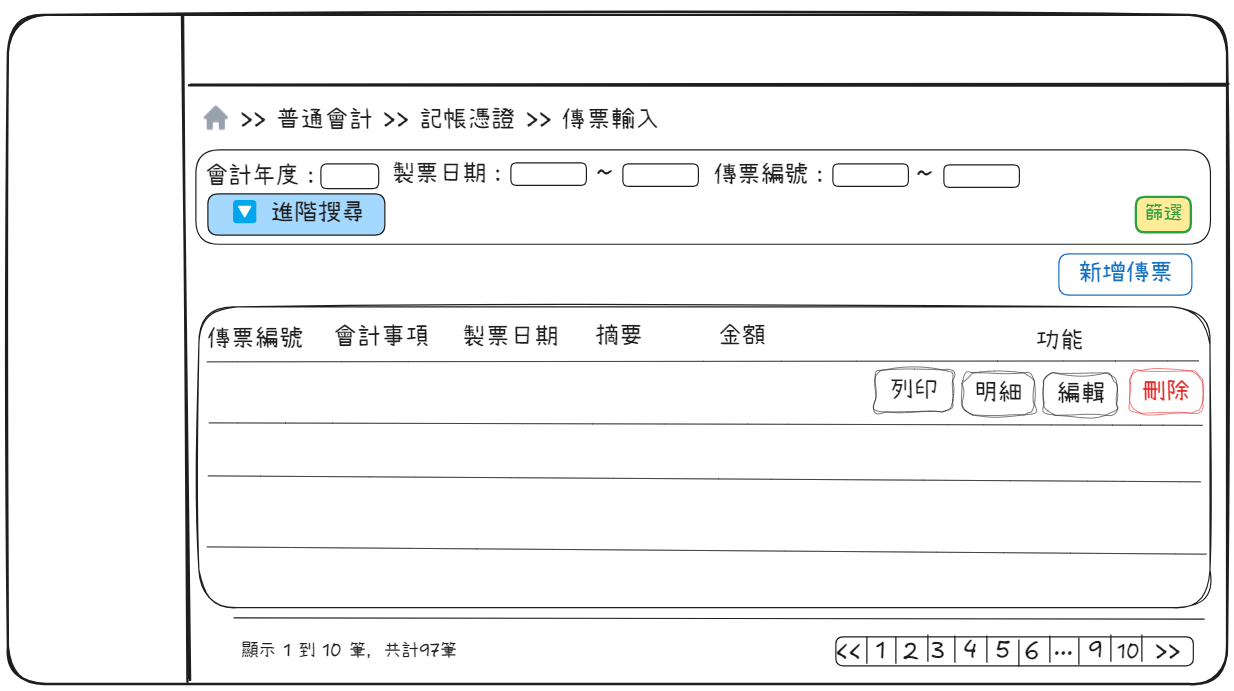 >> 普通會計 >> 記帳憑證 >> 傳票輸入
會計年度：製票日期：~ 傳票編號：~
進階搜尋 篩選
新增傳票
傳票編號 會計事項 製票日期 摘要 金額 功能
列印 明細 編輯 刪除
顯示 1 到 10 筆, 共計97筆 <<|1|2|3|4|5|6|...|9|10|>>